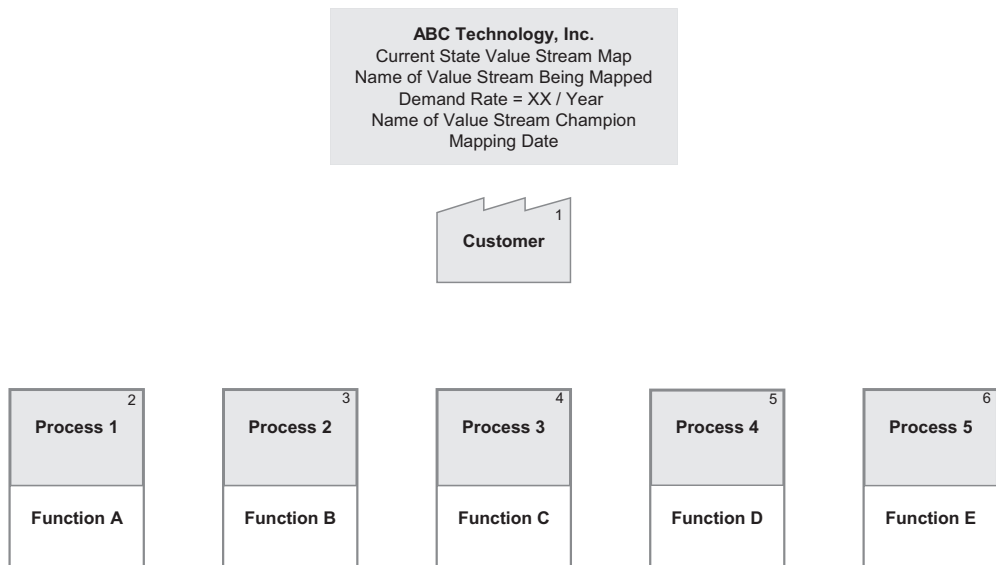 ABC Technology, Inc.
Current State Value Stream Map
Name of Value Stream Being Mapped
Demand Rate = XX / Year
Name of Value Stream Champion
Mapping Date
1
Customer
2
Process 1
Function A
3
Process 2
Function B
4
Process 3
Function C
5
Process 4
Function D
6
Process 5
Function E